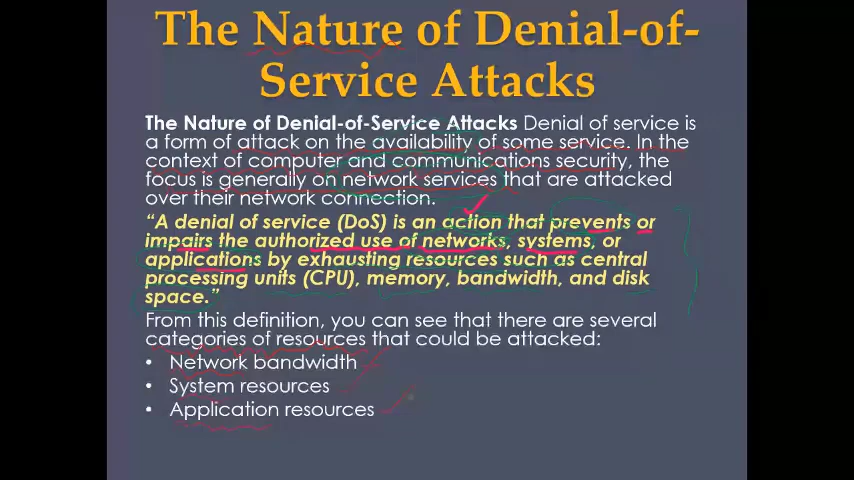 The Nature of Denial-of-
Service Attacks
The Nature of Denial-of-Service Attacks Denial of service is
a form of attack on the availability of some service. In the
context of computer and communications security, the
focus is generally on network services that are attacked
over their network connection.
“A denial of service (DoS) is an action that prevents or
impairs the authorized use of networks, systems, or
applications by exhausting resources such as central
processing units (CPU), memory, bandwidth, and disk
space.”
From this definition, you can see that there are several
categories of resources that could be attacked:
• Network bandwidth
• System resources
• Application resources